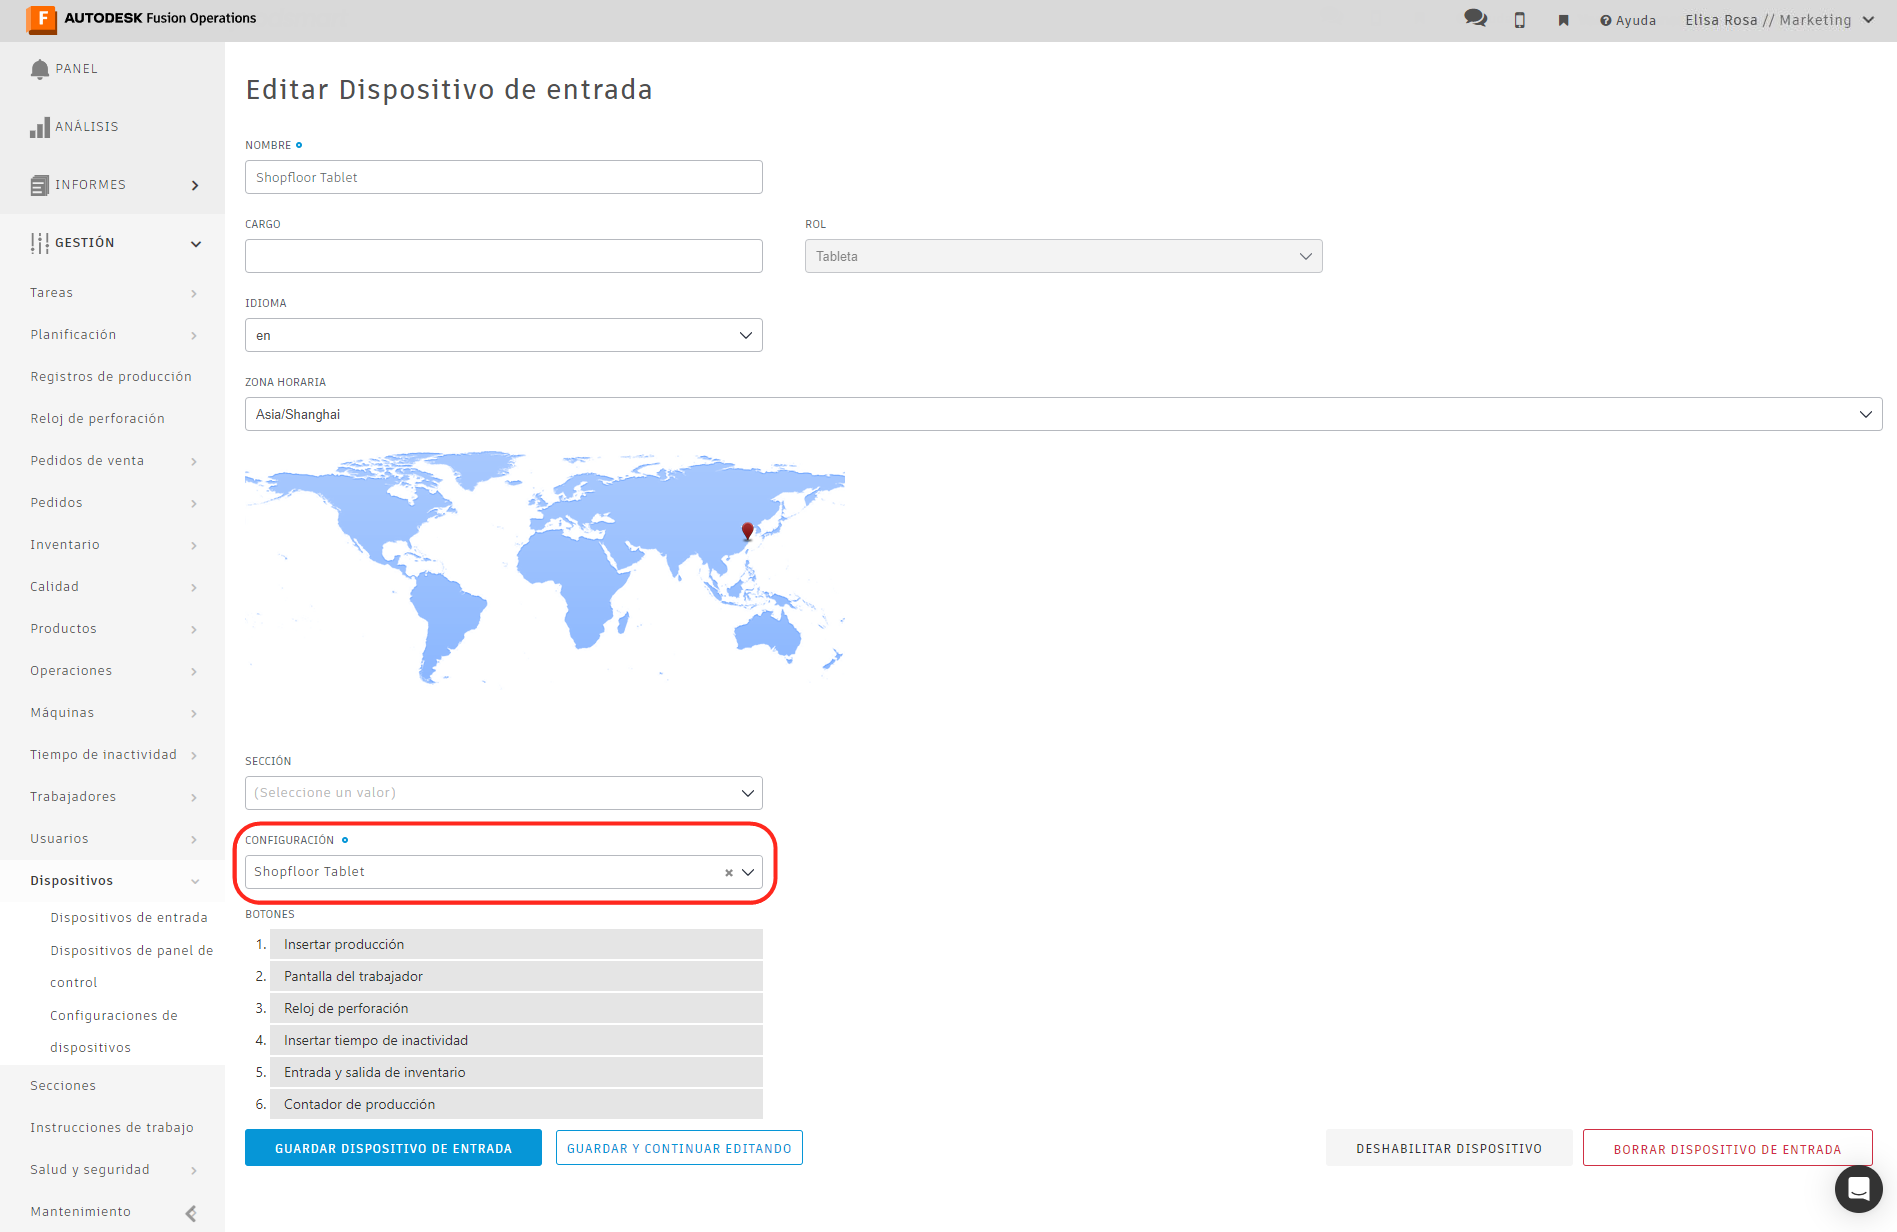 F AUTODESK Fusion Operations
Ayuda
Elisa Rosa // Marketing
PANEL
ANÁLISIS
INFORMES
GESTIÓN
Tareas
Planificación
Registros de producción
Reloj de perforación
Pedidos de venta
Pedidos
Inventario
Calidad
Productos
Operaciones
Máquinas
Tiempo de inactividad
Trabajadores
Usuarios
Dispositivos
Dispositivos de entrada
Dispositivos de panel de
control
Configuraciones de
dispositivos
Secciones
Instrucciones de trabajo
Salud y seguridad
Mantenimiento
Editar Dispositivo de entrada
NOMBRE
Shopfloor Tablet
CARGO
ROL
Tableta
IDIOMA
en
ZONA HORARIA
Asia/Shanghai
SECCIÓN
(Seleccione un valor)
CONFIGURACIÓN
Shopfloor Tablet
BOTONES
1. Insertar producción
2. Pantalla del trabajador
3. Reloj de perforación
4. Insertar tiempo de inactividad
5. Entrada y salida de inventario
6. Contador de producción
GUARDAR DISPOSITIVO DE ENTRADA
GUARDAR Y CONTINUAR EDITANDO
DESHABILITAR DISPOSITIVO
BORRAR DISPOSITIVO DE ENTRADA